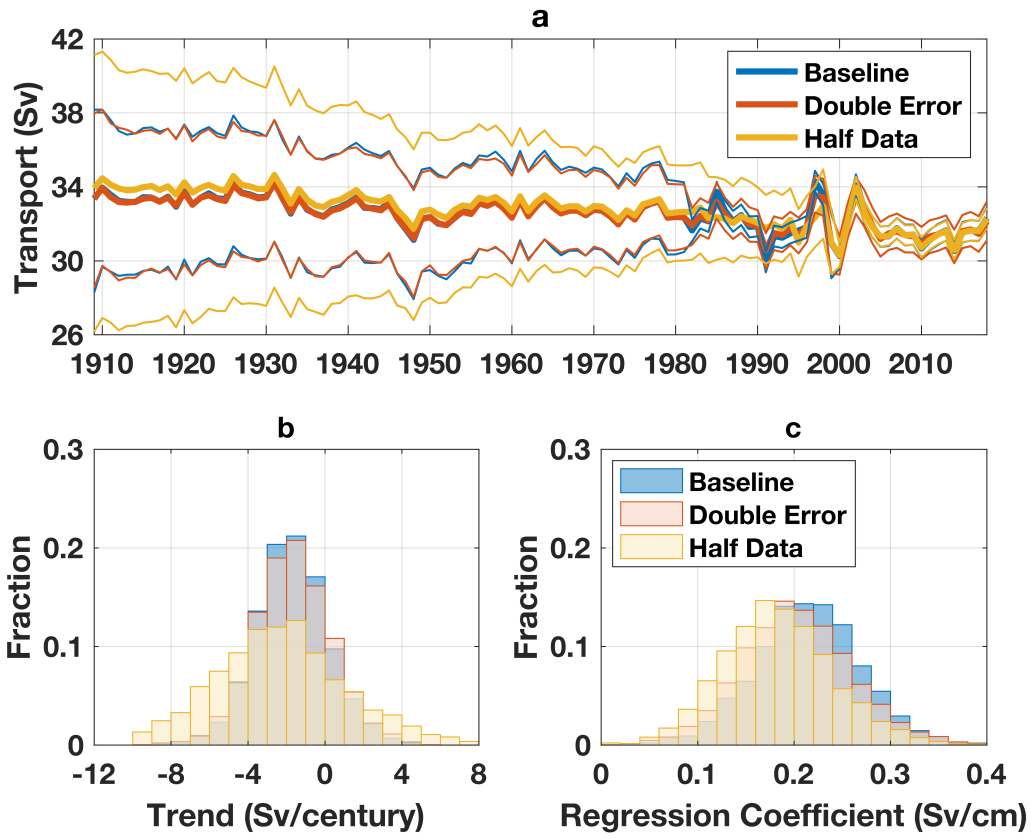 a
Transport (Sv)
42
38
34
30
26
Baseline
Double Error
Half Data
1910 1920 1930 1940 1950 1960 1970 1980 1990 2000 2010
b
Fraction
0.3
0.2
0.1
0
-12 -8 -4 0 4 8
Trend (Sv/century)
c
Fraction
0.3
0.2
0.1
0
Baseline
Double Error
Half Data
0 0.1 0.2 0.3 0.4
Regression Coefficient (Sv/cm)